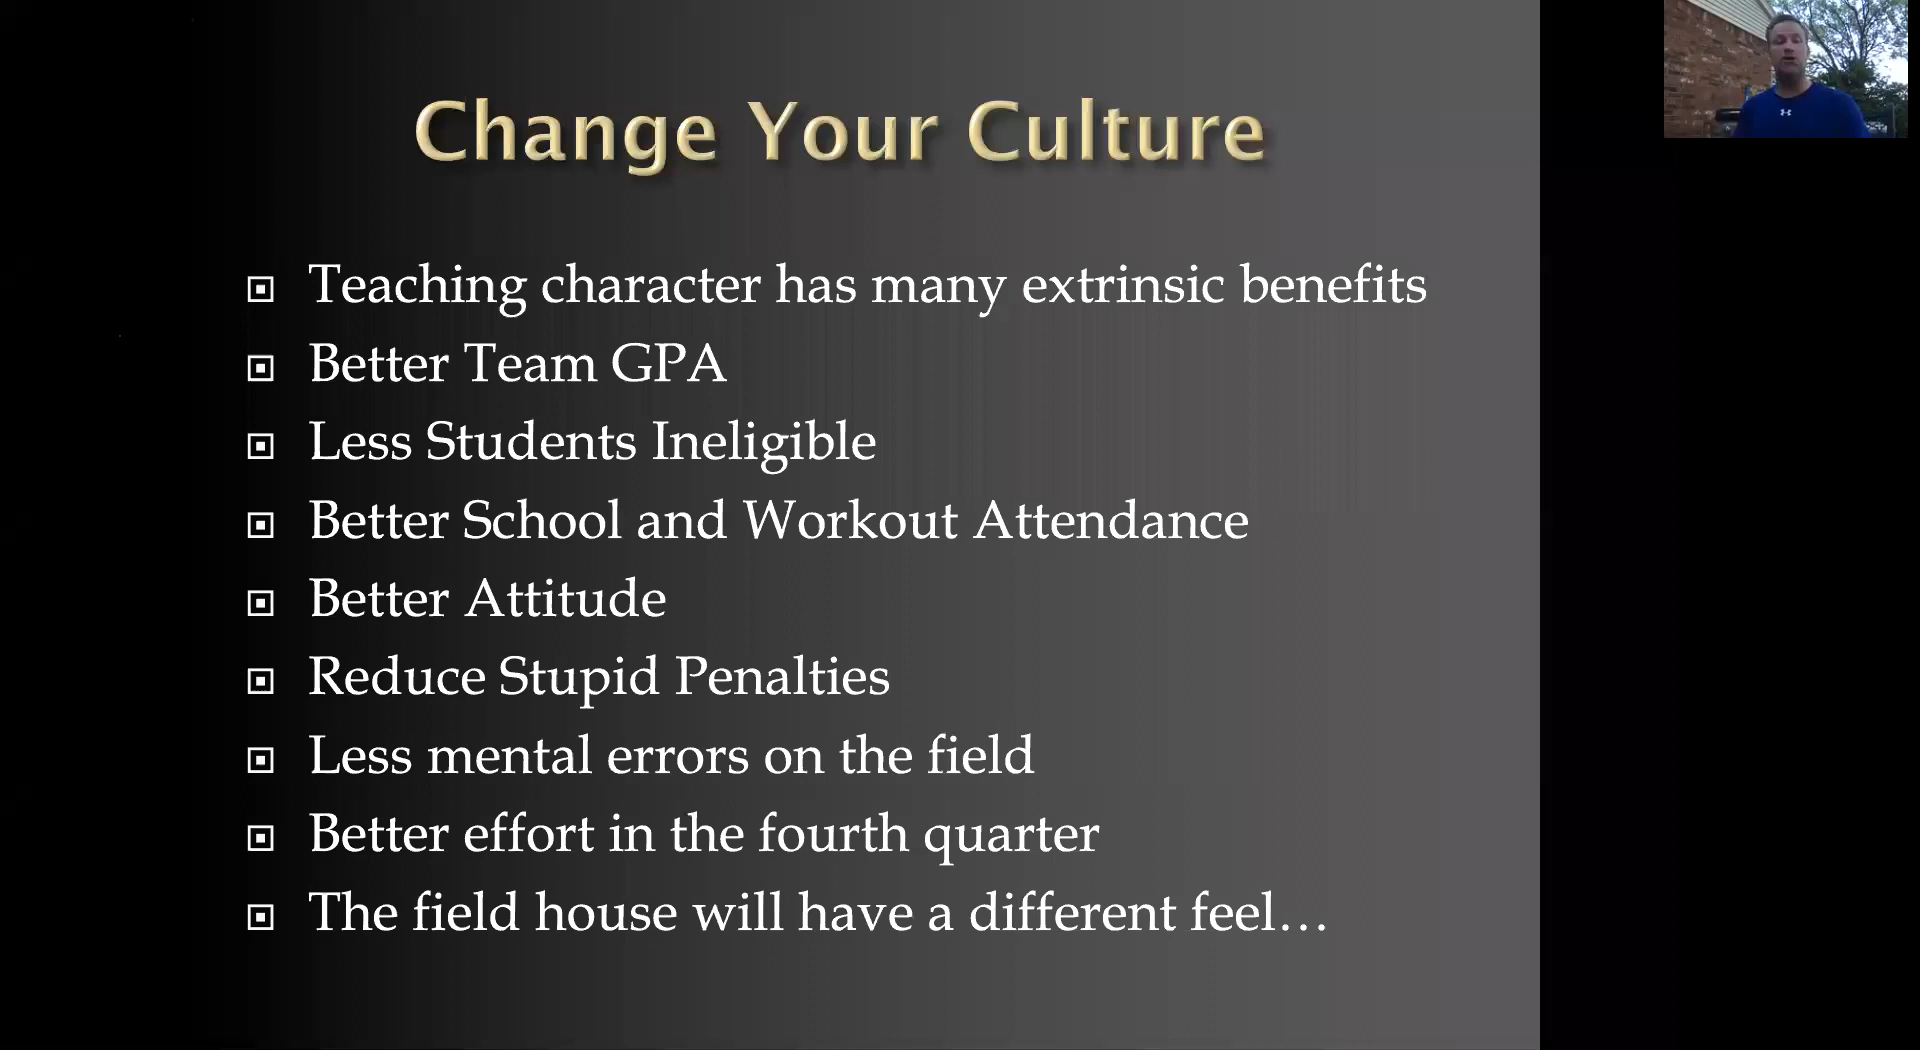 Change Your Culture
Teaching character has many extrinsic benefits
Better Team GPA
Less Students Ineligible
Better School and Workout Attendance
Better Attitude
Reduce Stupid Penalties
Less mental errors on the field
Better effort in the fourth quarter
The field house will have a different feel…